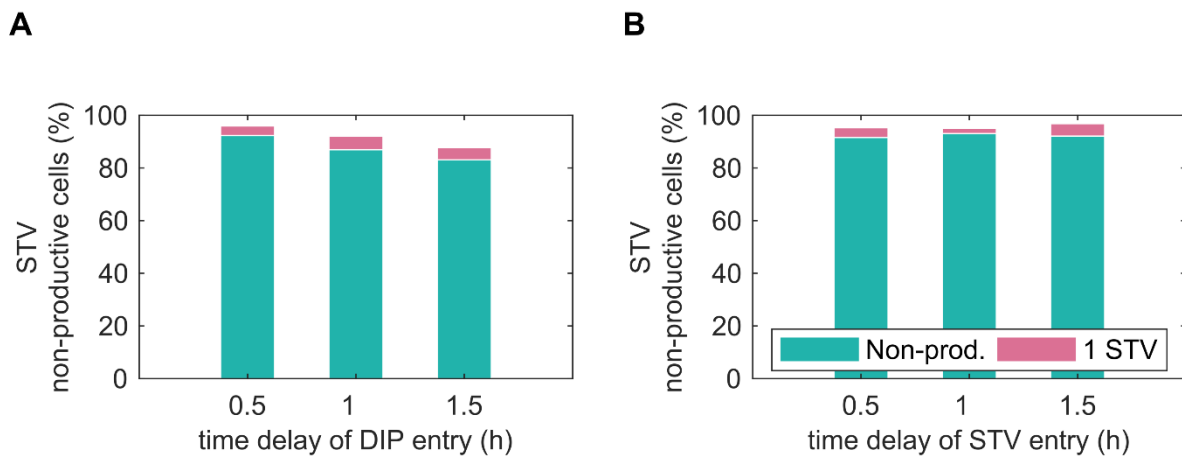 A
STV
non-productive cells (%)
100
80
60
40
20
0
0.5 1 1.5
time delay of DIP entry (h)
B
STV
non-productive cells (%)
100
80
60
40
20
0
Non-prod. 1 STV
0.5 1 1.5
time delay of STV entry (h)